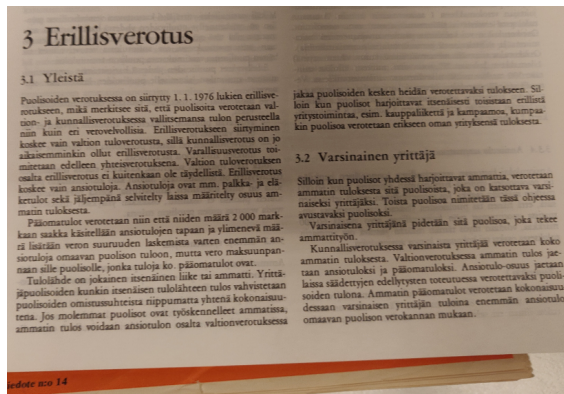 3 Erillisverotus
3.1 Yleistä
Puolisoiden verotuksessa on siirrytty 1. 1. 1976 lukien erillisve-
rotukseen, mikä merkitsee sitä, että puolisoita verotetaan val-
tion- ja kunnallisverotuksessa vallitsemansa tulon perusteella
niin kuin eri verovelvollisia. Erillisverotukseen siirtyminen
koskee vain valtion tuloverotusta, sillä kunnallisverotus on jo
aikaisemminkin ollut erillisverotusta. Varallisuusverotus toi-
mitetaan edelleen yhteisverotuksena. Valtion tuloverotuksen
osalta erillisverotus ei kuitenkaan ole täydellistä. Erillisverotus
koskee vain ansiotuloja. Ansiotuloja ovat mm. palkka- ja elä-
ketulot sekä jäljempänä selvitelty laissa määritelty osuus am-
matin tuloksesta.
Pääomatulot verotetaan niin että niiden määrä 2 000 mark-
kaan saakka käsitellään ansiotulojen tapaan ja ylimenevä mää-
rä lisätään veron suuruuden laskemista varten enemmän an-
siotuloja omaavan puolison tuloon, mutta vero maksuunpan-
naan sille puolisolle, jonka tuloja ko. pääomatulot ovat.
Tulolähde on jokainen itsenäinen liike tai ammatti. Yrittä-
jäpuolisoiden kunkin itsenäisen tulolähteen tulos vahvistetaan
puolisoiden omistussuhteista riippumatta yhtenä kokonaisuu-
tena. Jos molemmat puolisot ovat työskennelleet ammatissa,
ammatin tulos voidaan ansiotulon osalta valtionverotuksessa
jakaa puolisoiden kesken heidän verotettavaksi tulokseen. Sil-
loin kun puolisot harjoittavat itsenäisesti toisistaan erillistä
yritystoimintaa, esim. kauppaliikettä ja kampaamoa, kumpaa-
kin puolisoa verotetaan erikseen oman yrityksensä tuloksesta.
3.2 Varsinainen yrittäjä
Silloin kun puolisot yhdessä harjoittavat ammattia, verotetaan
ammatin tuloksesta sitä puolisoista, joka on katsottava varsi-
naiseksi yrittäjäksi. Toista puolisoa nimitetään tässä ohjeessa
avustavaksi puolisoksi.
Varsinaisena yrittäjänä pidetään sitä puolisoa, joka tekee
ammattityön.
Kunnallisverotuksessa varsinaista yrittäjää verotetaan koko
ammatin tuloksesta. Valtionverotuksessa ammatin tulos jae-
taan ansiotuloksi ja pääomatuloksi. Ansiotulo-osuus jaetaan
laissa säädettyjen edellytysten toteutuessa verotettavaksi puoli-
soiden tulona. Ammatin pääomatulot verotetaan kokonaisuu-
dessaan varsinaisen yrittäjän tuloina enemmän ansiotulo
omaavan puolison verokannan mukaan.
iedote n:o 14